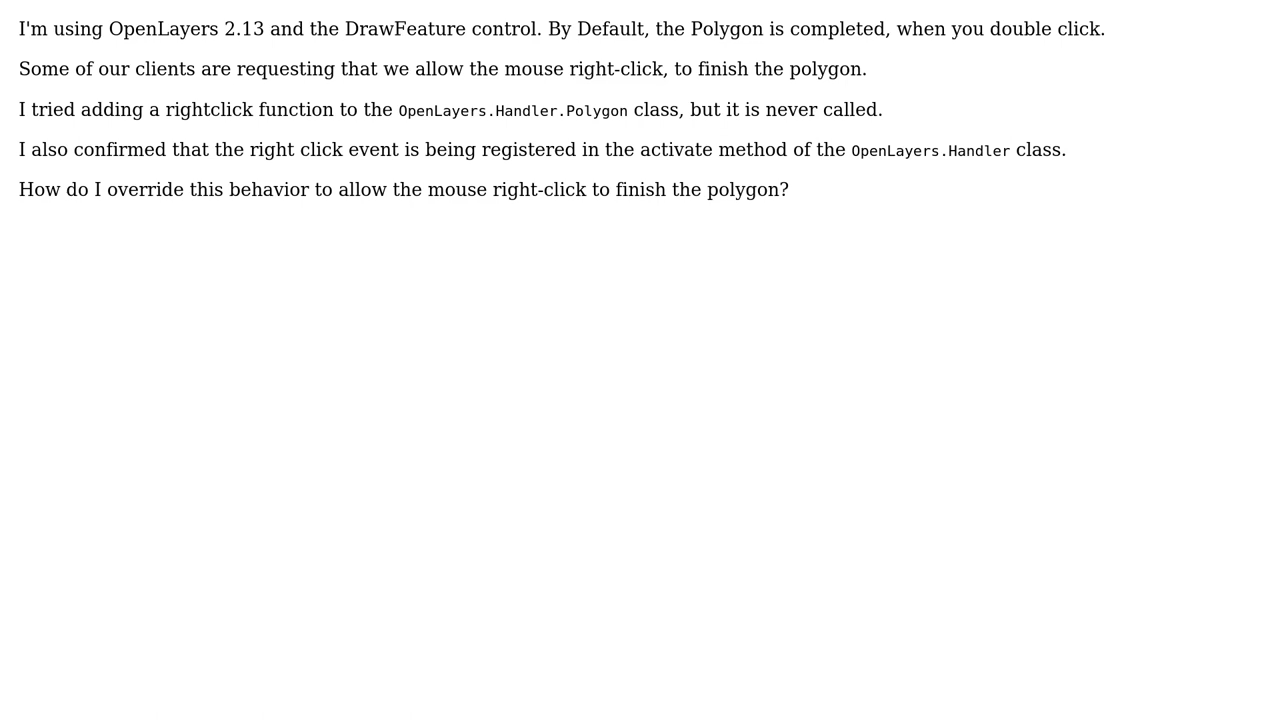 I'm using OpenLayers 2.13 and the DrawFeature control. By Default, the Polygon is completed, when you double click.
Some of our clients are requesting that we allow the mouse right-click, to finish the polygon.
I tried adding a rightclick function to the OpenLayers.Handler.Polygon class, but it is never called.
I also confirmed that the right click event is being registered in the activate method of the OpenLayers.Handler class.
How do I override this behavior to allow the mouse right-click to finish the polygon?